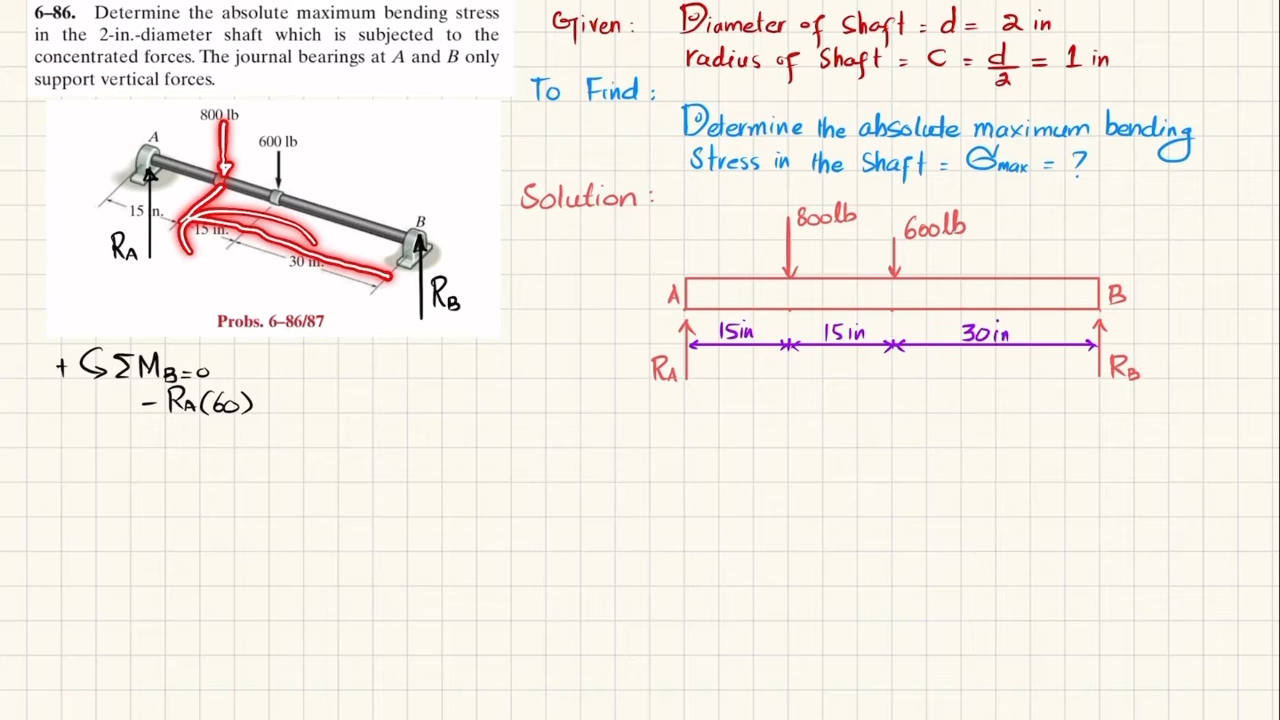 6–86. Determine the absolute maximum bending stress
in the 2-in.-diameter shaft which is subjected to the
concentrated forces. The journal bearings at A and B only
support vertical forces.
800 lb
A
600 lb
15 in.
15 in.
B
30 in.
RA
RB
Probs. 6–86/87
+ ΣMB=0
- RA(60)
Given: Diameter of Shaft = d = 2 in
radius of Shaft = C = d/2 = 1 in
To Find:
Determine the absolute maximum bending
Stress in the Shaft = σmax = ?
Solution:
800lb
600lb
A
B
15in
15in
30in
RA
RB